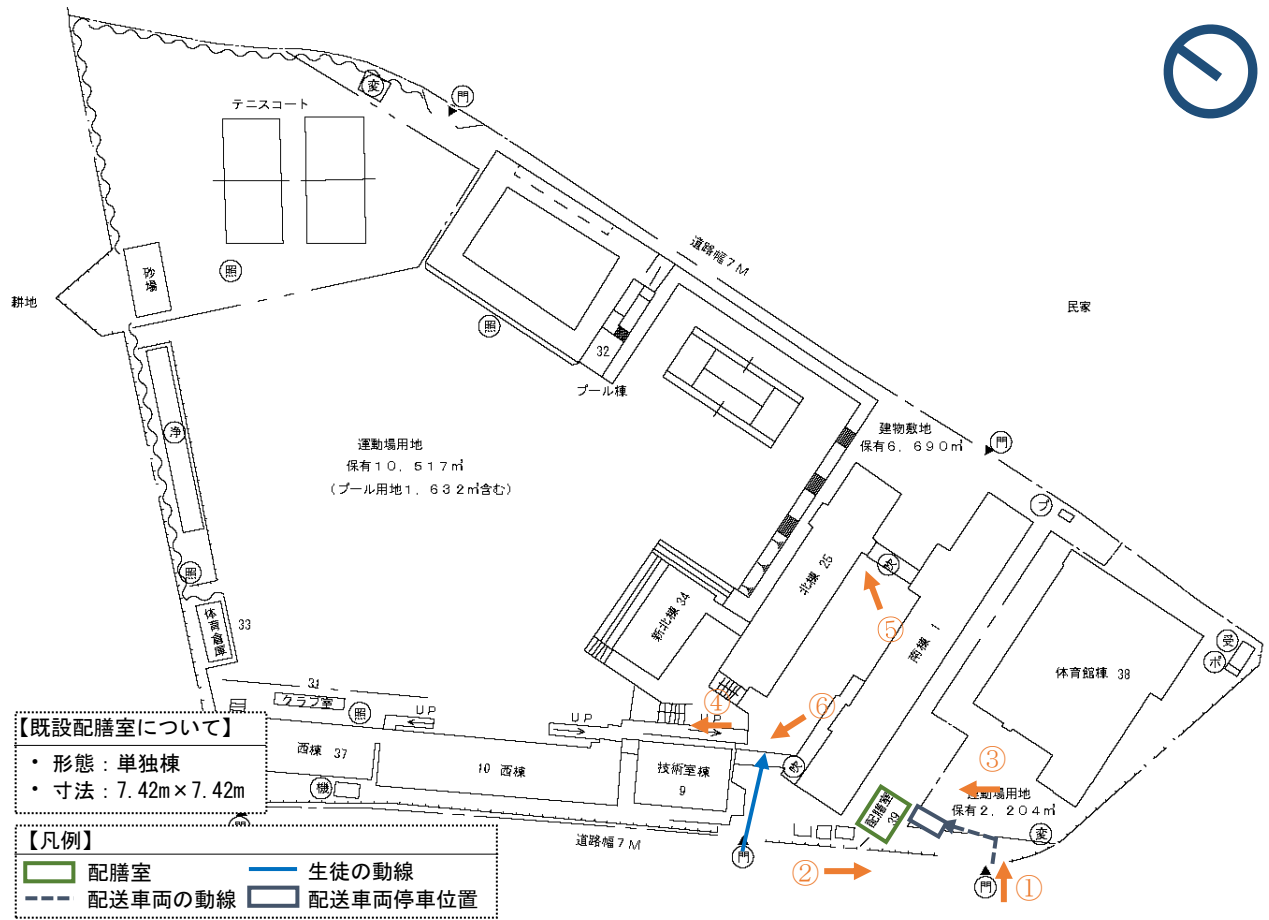 変
門
テニスコート
道路幅７Ｍ
照
砂場
耕地
民家
照
32
プール棟
浄
運動場用地
保有１０，５１７㎡
（プール用地１，６３２㎡含む）
建物敷地
保有６，６９０㎡
門
プ
北棟 25
吹
新北棟 34
⑤
南棟 1
照
体育倉庫
33
体育館棟 38
受
ポ
31
クラブ室
照
ＵＰ
ＵＰ
④
ＵＰ
⑥
【既設配膳室について】
・ 形態：単独棟
・ 寸法：7.42m×7.42m
西棟 37
機
10 西棟
技術室棟
9
吹
③
運動場用地
保有２，２０４㎡
配膳室
39
変
門
道路幅７Ｍ
門
②
門
①
【凡例】
配膳室
生徒の動線
配送車両の動線
配送車両停車位置